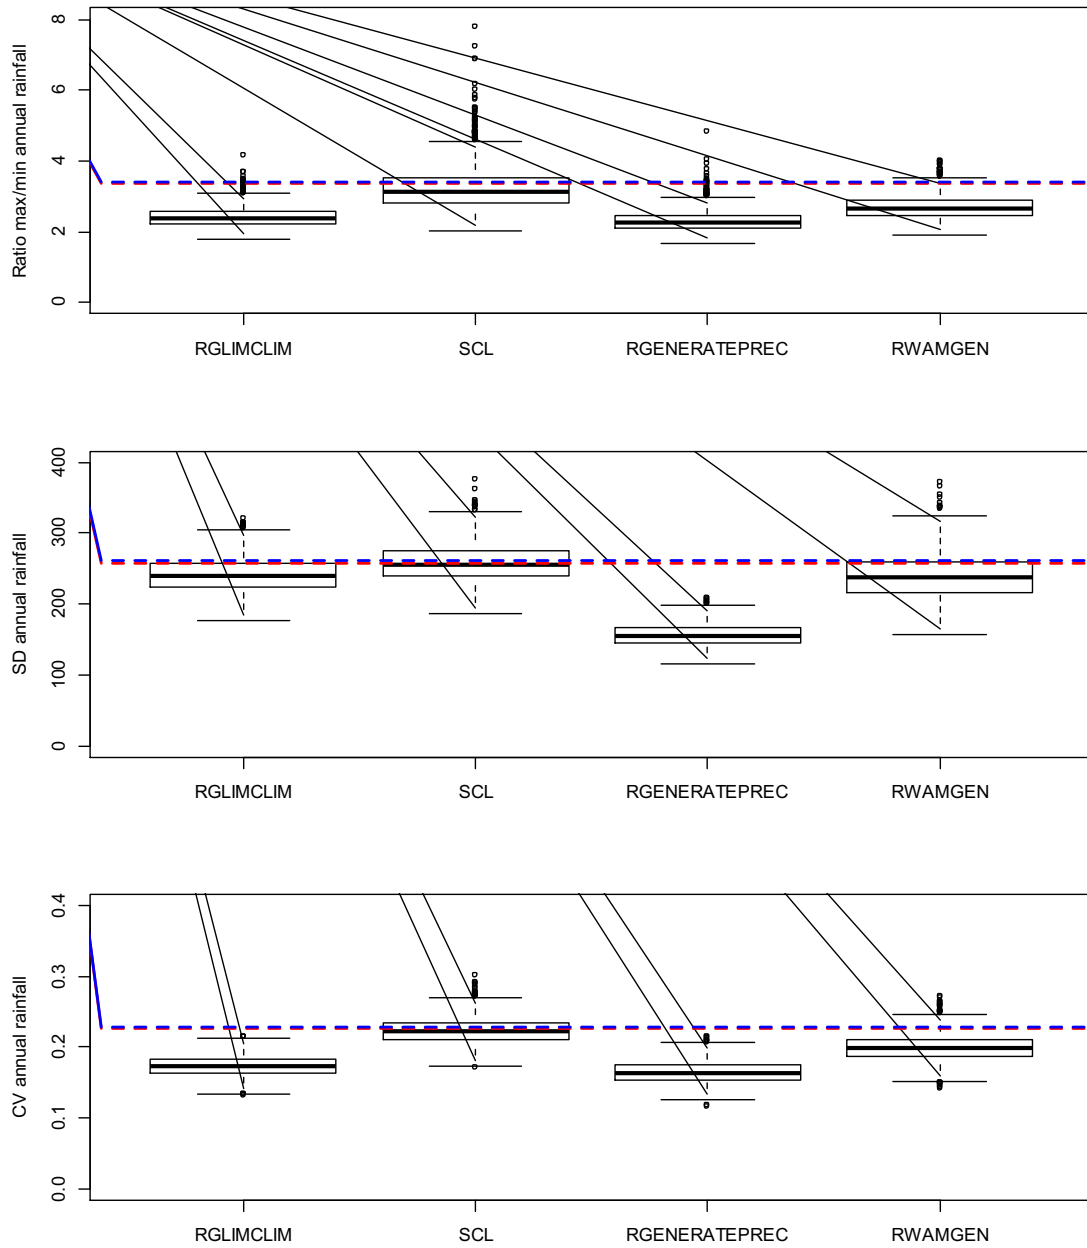 Ratio max/min annual rainfall
8
6
4
2
0
RGLIMCLIM SCL RGENERATEPREC RWAMGEN
SD annual rainfall
400
300
200
100
0
RGLIMCLIM SCL RGENERATEPREC RWAMGEN
CV annual rainfall
0.4
0.3
0.2
0.1
0.0
RGLIMCLIM SCL RGENERATEPREC RWAMGEN